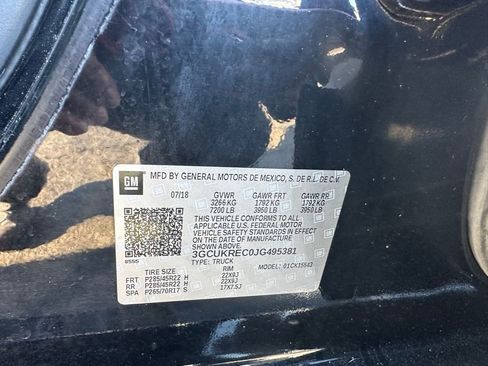 GM
MFD BY GENERAL MOTORS DE MEXICO, S. DE R.L. DE C.V.
07/18 GVWR GAWR FRT GAWR RR
3266 KG 1792 KG 1792 KG
7200 LB 3950 LB 3950 LB
THIS VEHICLE CONFORMS TO ALL
APPLICABLE
U.S. FEDERAL MOTOR VEHICLE SAFETY
STANDARDS IN EFFECT ON THE DATE OF
MANUFACTURE SHOWN ABOVE.
3GCUKREC0JG495381
TYPE: TRUCK
TIRE SIZE RIM MODEL: 01CK15543
FRT P285/45R22 H 22X9J
RR P285/45R22 H 22X9J
SPA P265/70R17 S 17X7.5J